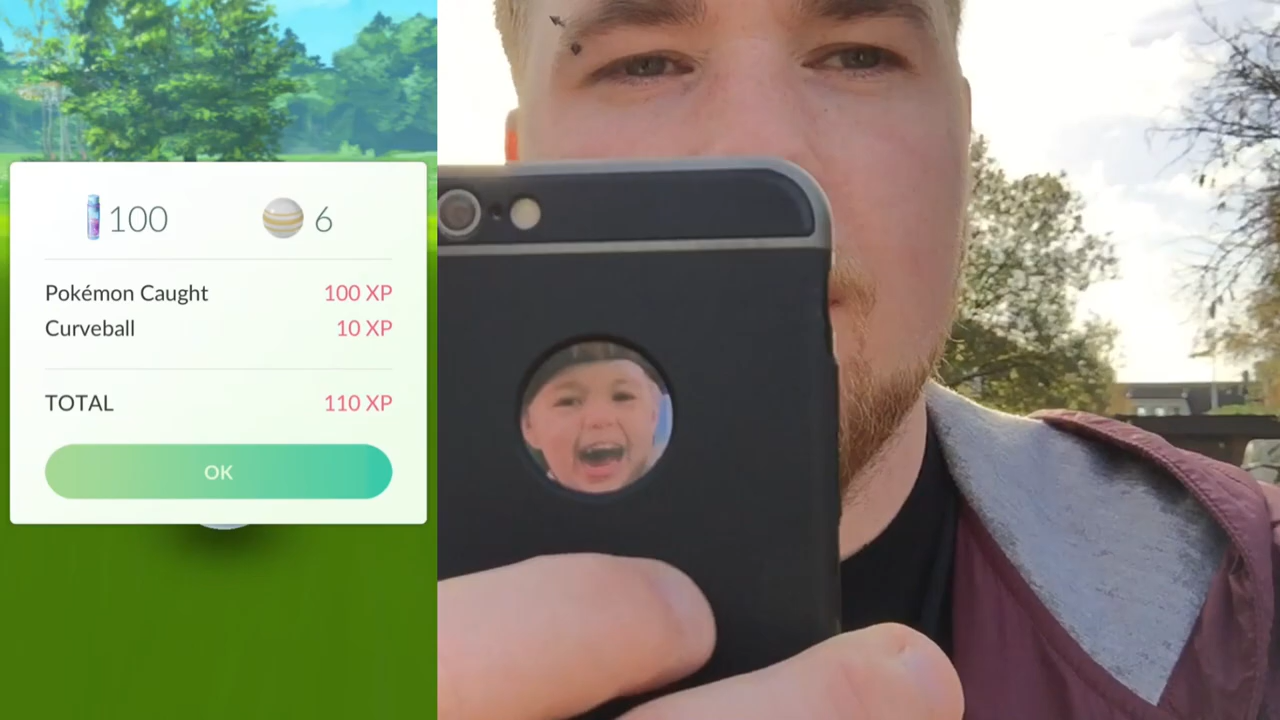 100 6
Pokémon Caught 100 XP
Curveball 10 XP
TOTAL 110 XP
OK